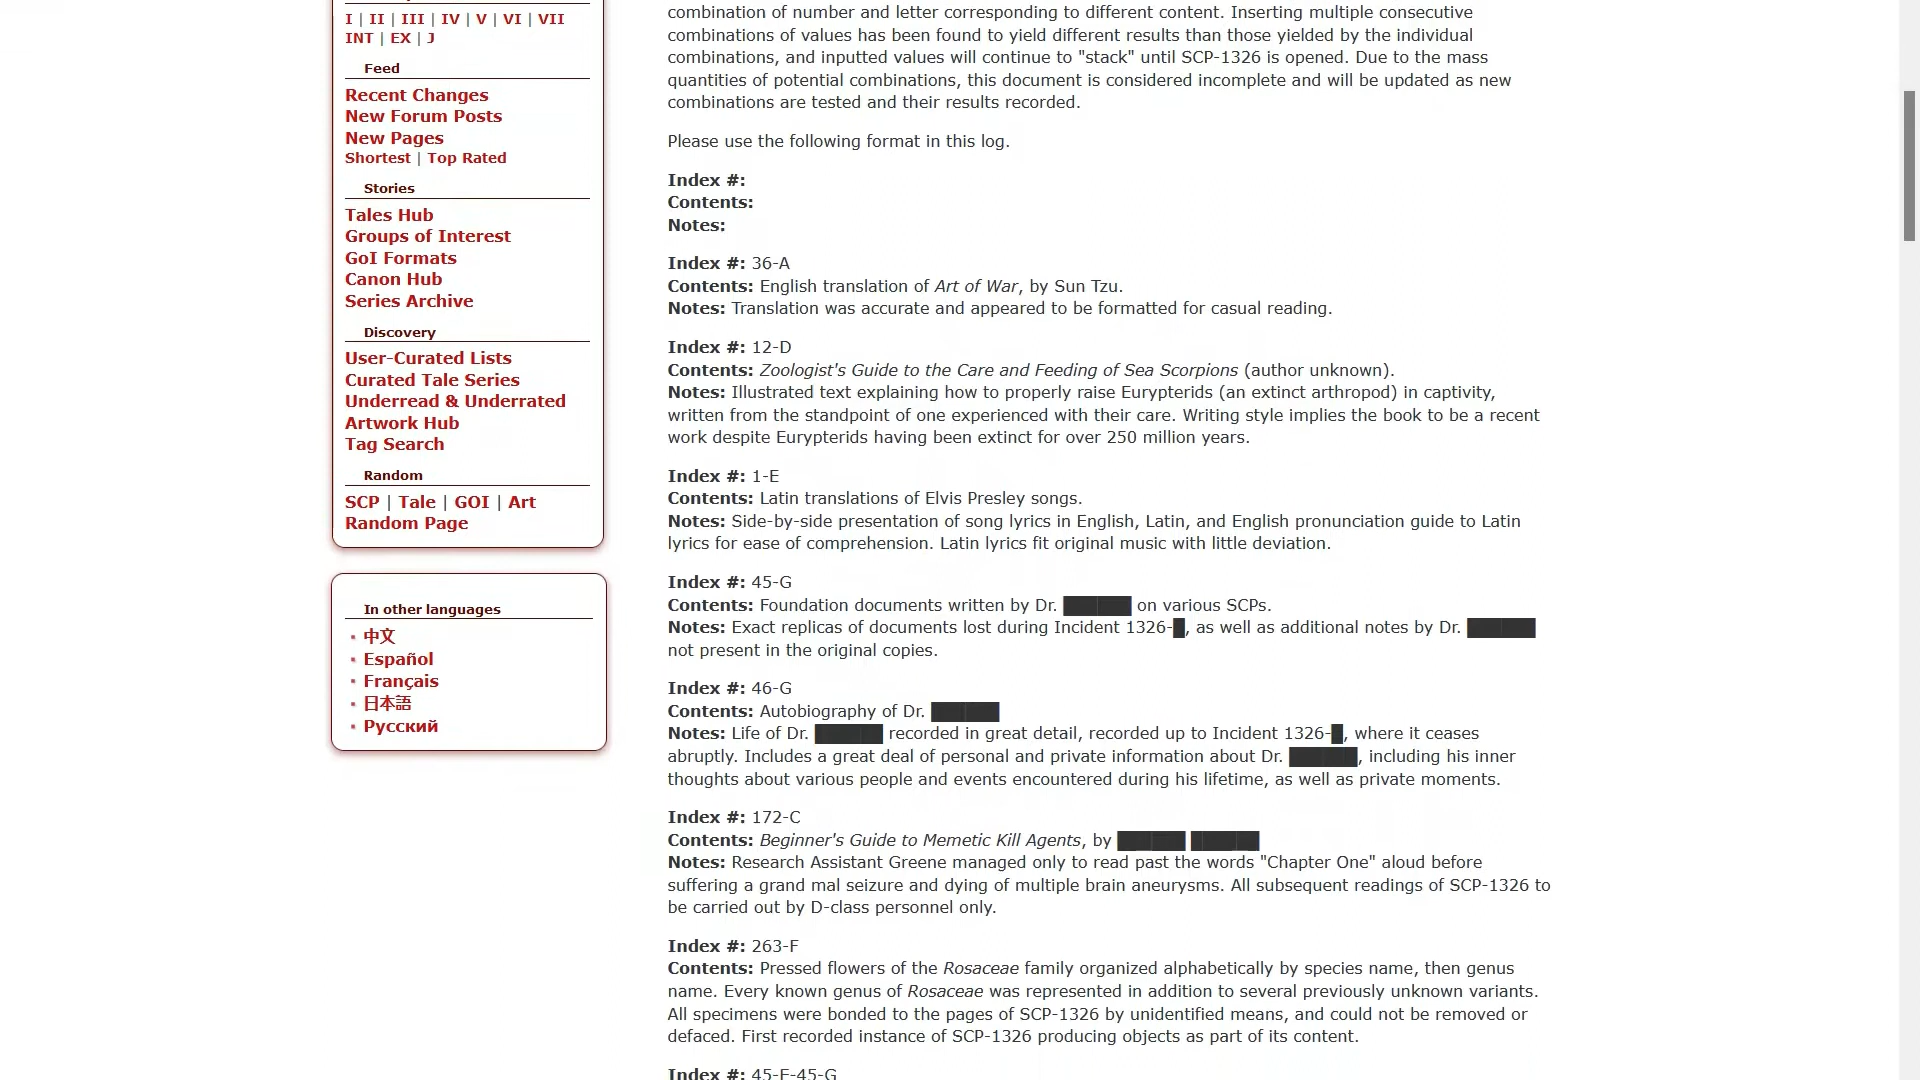 I | II | III | IV | V | VI | VII
INT | EX | J
Feed
Recent Changes
New Forum Posts
New Pages
Shortest | Top Rated
Stories
Tales Hub
Groups of Interest
GoI Formats
Canon Hub
Series Archive
Discovery
User-Curated Lists
Curated Tale Series
Underread & Underrated
Artwork Hub
Tag Search
Random
SCP | Tale | GOI | Art
Random Page
In other languages
中文
Español
Français
日本語
Русский
combination of number and letter corresponding to different content. Inserting multiple consecutive
combinations of values has been found to yield different results than those yielded by the individual
combinations, and inputted values will continue to "stack" until SCP-1326 is opened. Due to the mass
quantities of potential combinations, this document is considered incomplete and will be updated as new
combinations are tested and their results recorded.
Please use the following format in this log.
Index #:
Contents:
Notes:
Index #: 36-A
Contents: English translation of Art of War, by Sun Tzu.
Notes: Translation was accurate and appeared to be formatted for casual reading.
Index #: 12-D
Contents: Zoologist's Guide to the Care and Feeding of Sea Scorpions (author unknown).
Notes: Illustrated text explaining how to properly raise Eurypterids (an extinct arthropod) in captivity,
written from the standpoint of one experienced with their care. Writing style implies the book to be a recent
work despite Eurypterids having been extinct for over 250 million years.
Index #: 1-E
Contents: Latin translations of Elvis Presley songs.
Notes: Side-by-side presentation of song lyrics in English, Latin, and English pronunciation guide to Latin
lyrics for ease of comprehension. Latin lyrics fit original music with little deviation.
Index #: 45-G
Contents: Foundation documents written by Dr. ██████ on various SCPs.
Notes: Exact replicas of documents lost during Incident 1326-█, as well as additional notes by Dr. ██████
not present in the original copies.
Index #: 46-G
Contents: Autobiography of Dr. ██████
Notes: Life of Dr. ██████ recorded in great detail, recorded up to Incident 1326-█, where it ceases
abruptly. Includes a great deal of personal and private information about Dr. ██████, including his inner
thoughts about various people and events encountered during his lifetime, as well as private moments.
Index #: 172-C
Contents: Beginner's Guide to Memetic Kill Agents, by ██████ ██████
Notes: Research Assistant Greene managed only to read past the words "Chapter One" aloud before
suffering a grand mal seizure and dying of multiple brain aneurysms. All subsequent readings of SCP-1326 to
be carried out by D-class personnel only.
Index #: 263-F
Contents: Pressed flowers of the Rosaceae family organized alphabetically by species name, then genus
name. Every known genus of Rosaceae was represented in addition to several previously unknown variants.
All specimens were bonded to the pages of SCP-1326 by unidentified means, and could not be removed or
defaced. First recorded instance of SCP-1326 producing objects as part of its content.
Index #: 45-F-45-G